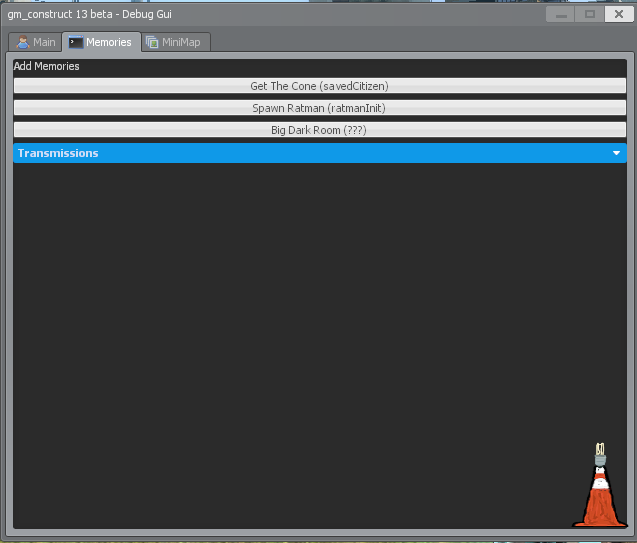 gm_construct 13 beta - Debug Gui
Main Memories MiniMap
Add Memories
Get The Cone (savedCitizen)
Spawn Ratman (ratmanInit)
Big Dark Room (???)
Transmissions